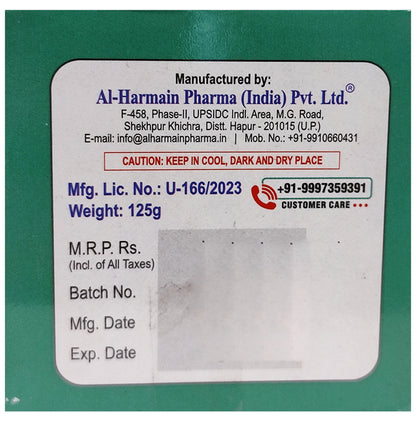 Manufactured by:
Al-Harmain Pharma (India) Pvt. Ltd.®
F-458, Phase-II, UPSIDC Indl. Area, M.G. Road,
Shekhpur Khichra, Distt. Hapur - 201015 (U.P.)
E-mail: info@alharmainpharma.in | Mob. No.: +91-9910660431
CAUTION: KEEP IN COOL, DARK AND DRY PLACE
Mfg. Lic. No.: U-166/2023
+91-9997359391
Weight: 125g
CUSTOMER CARE
M.R.P. Rs.
(Incl. of All Taxes)
Batch No.
Mfg. Date
Exp. Date